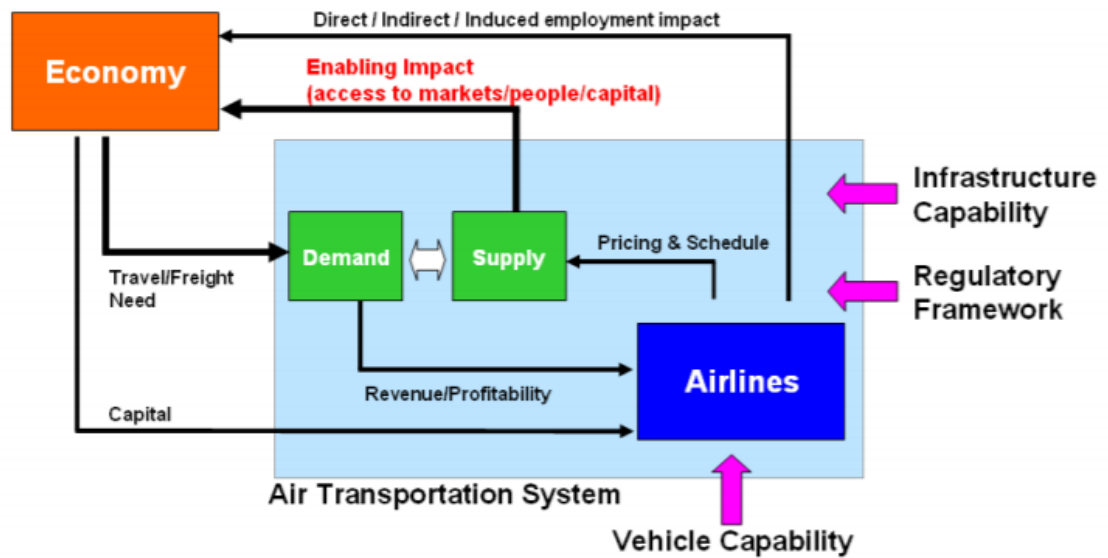 Direct / Indirect / Induced employment impact
Economy
Enabling Impact
(access to markets/people/capital)
Infrastructure
Capability
Demand
Supply
Pricing & Schedule
Travel/Freight
Need
Regulatory
Framework
Revenue/Profitability
Airlines
Capital
Air Transportation System
Vehicle Capability